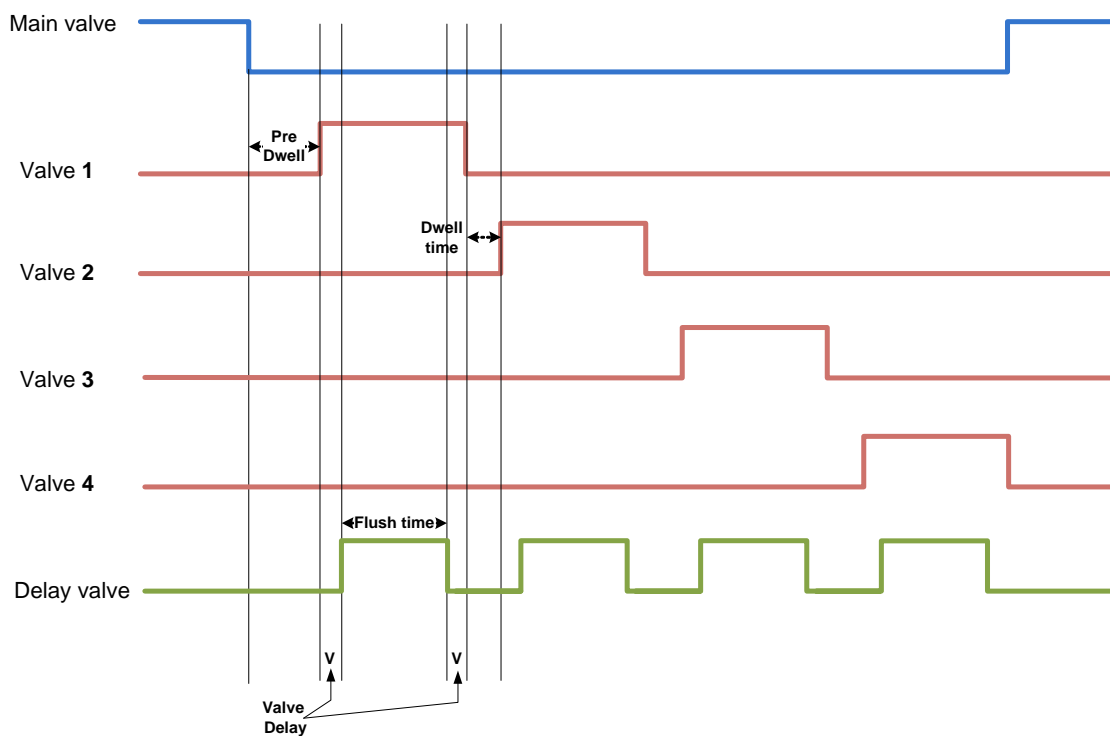 Main valve
Pre
Dwell
Valve 1
Dwell
time
Valve 2
Valve 3
Valve 4
Flush time
Delay valve
V V
Valve
Delay